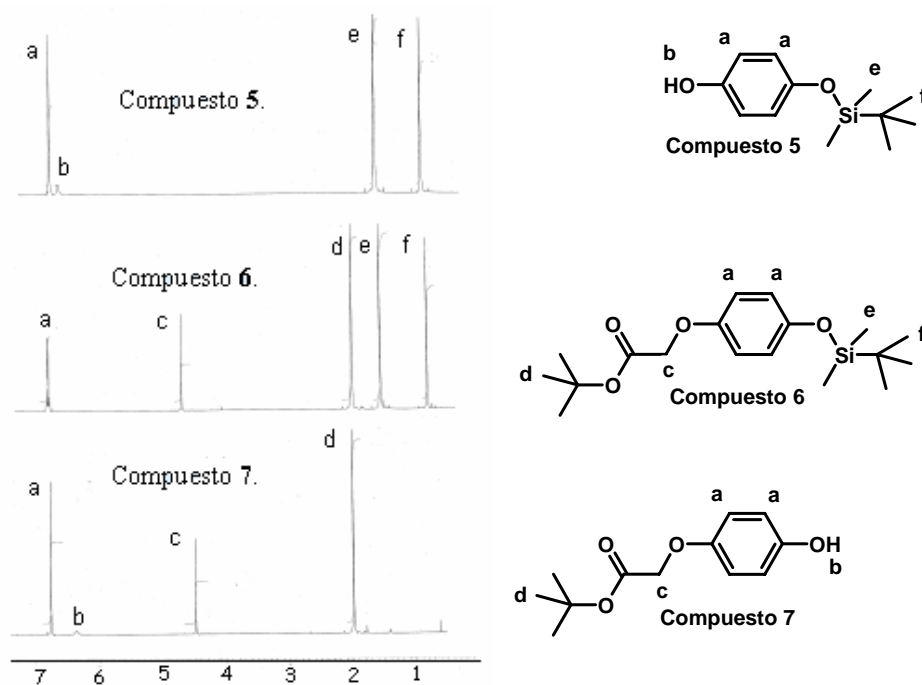 a
e
f
Compuesto 5.
b
d
e
f
Compuesto 6.
a
c
d
Compuesto 7.
a
c
b
7 6 5 4 3 2 1
b
a a
HO
O
e
Si
f
Compuesto 5
a a
O
O
O
e
Si
f
d
O
c
Compuesto 6
a a
O
O
OH
b
d
O
c
Compuesto 7